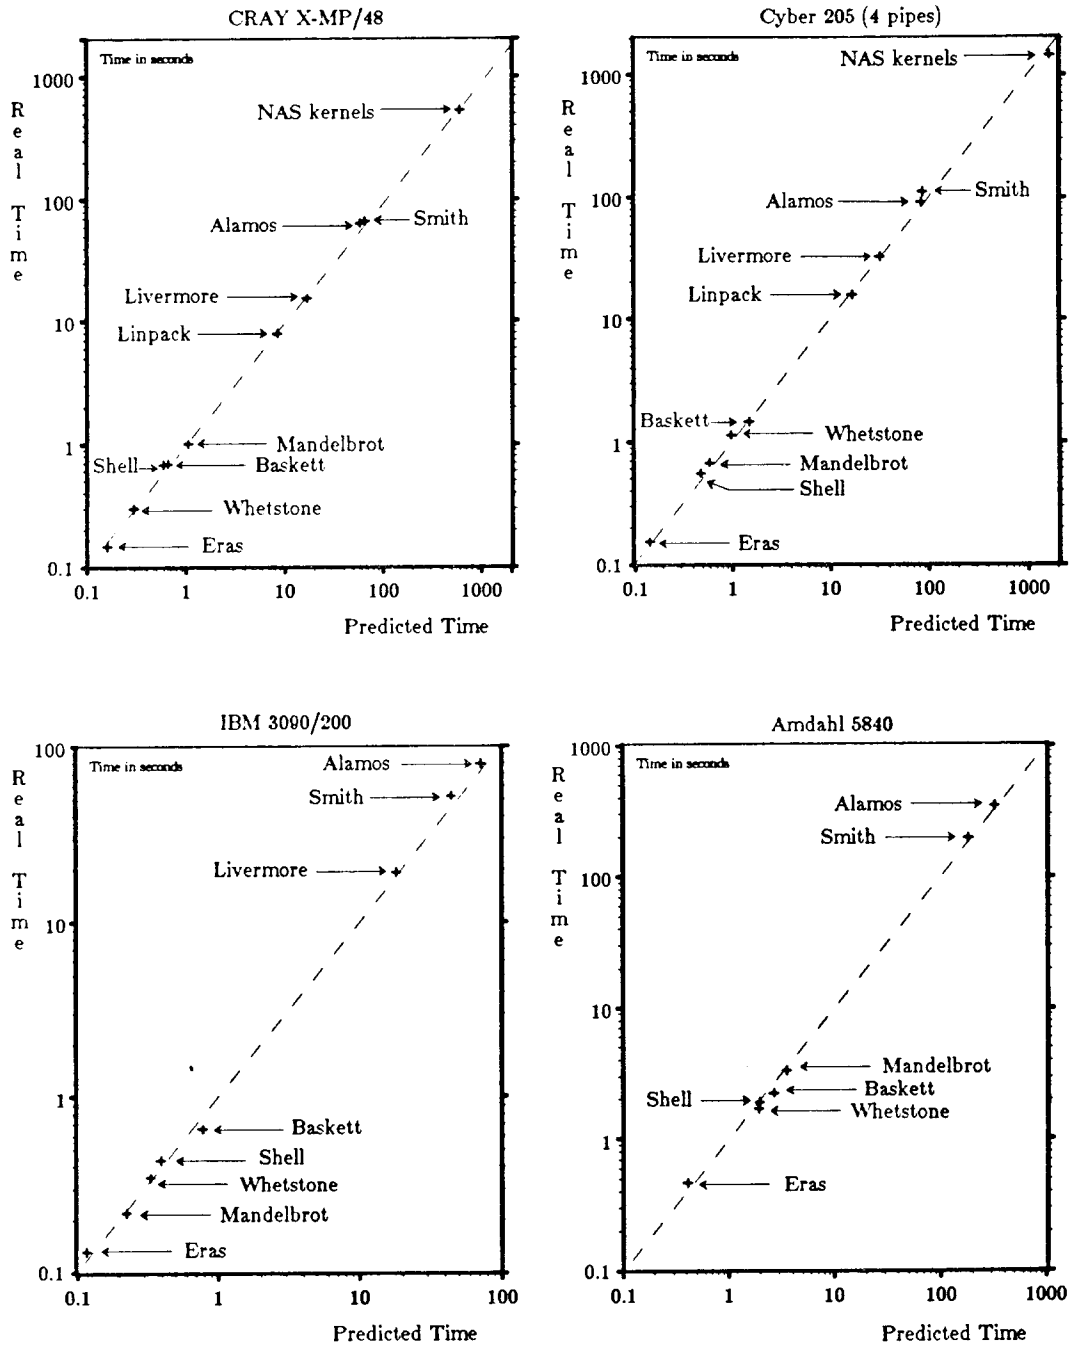 CRAY X-MP/48
Time in seconds
Real Time
1000
100
10
1
0.1
NAS kernels
Alamos
Smith
Livermore
Linpack
Mandelbrot
Shell
Baskett
Whetstone
Eras
0.1 1 10 100 1000
Predicted Time
Cyber 205 (4 pipes)
Time in seconds
Real Time
1000
100
10
1
0.1
NAS kernels
Smith
Alamos
Livermore
Linpack
Baskett
Whetstone
Mandelbrot
Shell
Eras
0.1 1 10 100 1000
Predicted Time
IBM 3090/200
Time in seconds
Real Time
100
10
1
0.1
Alamos
Smith
Livermore
Baskett
Shell
Whetstone
Mandelbrot
Eras
0.1 1 10 100
Predicted Time
Amdahl 5840
Time in seconds
Real Time
1000
100
10
1
0.1
Alamos
Smith
Mandelbrot
Baskett
Shell
Whetstone
Eras
0.1 1 10 100 1000
Predicted Time